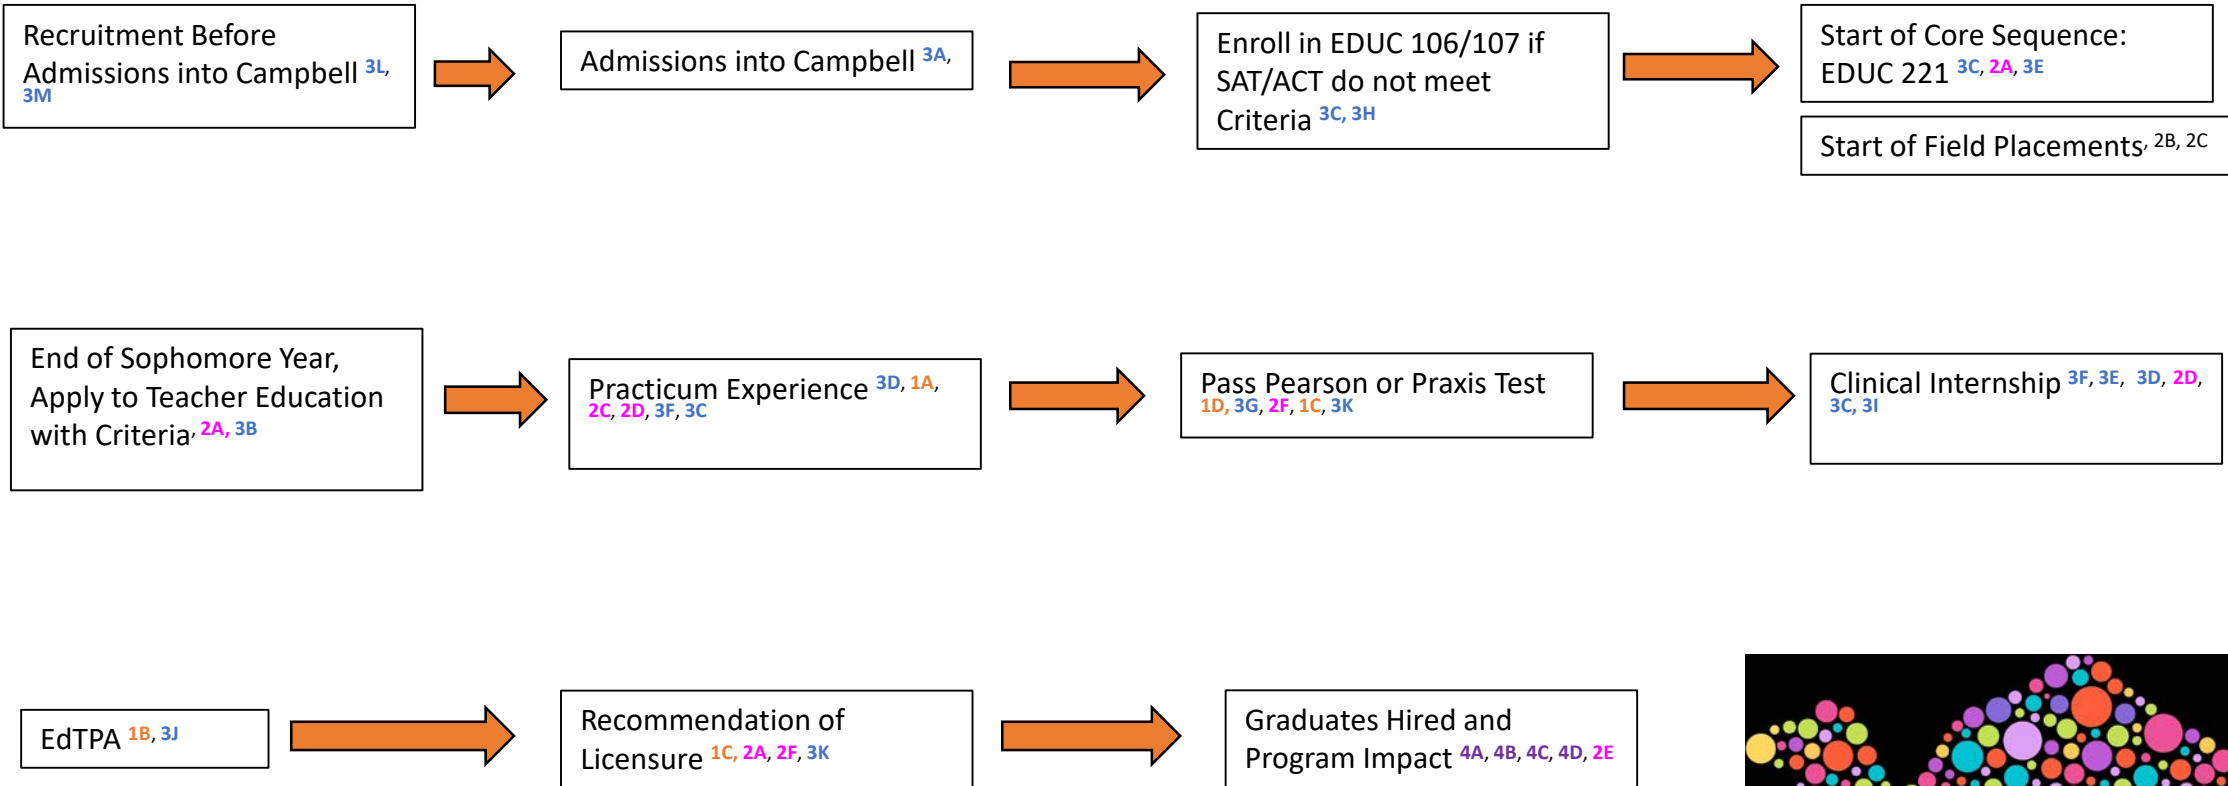 Recruitment Before
Admissions into Campbell 3L,
3M
Admissions into Campbell 3A,
Enroll in EDUC 106/107 if
SAT/ACT do not meet
Criteria 3C, 3H
Start of Core Sequence:
EDUC 221 3C, 2A, 3E
Start of Field Placements, 2B, 2C
End of Sophomore Year,
Apply to Teacher Education
with Criteria, 2A, 3B
Practicum Experience 3D, 1A,
2C, 2D, 3F, 3C
Pass Pearson or Praxis Test
1D, 3G, 2F, 1C, 3K
Clinical Internship 3F, 3E, 3D, 2D,
3C, 3I
EdTPA 1B, 3J
Recommendation of
Licensure 1C, 2A, 2F, 3K
Graduates Hired and
Program Impact 4A, 4B, 4C, 4D, 2E